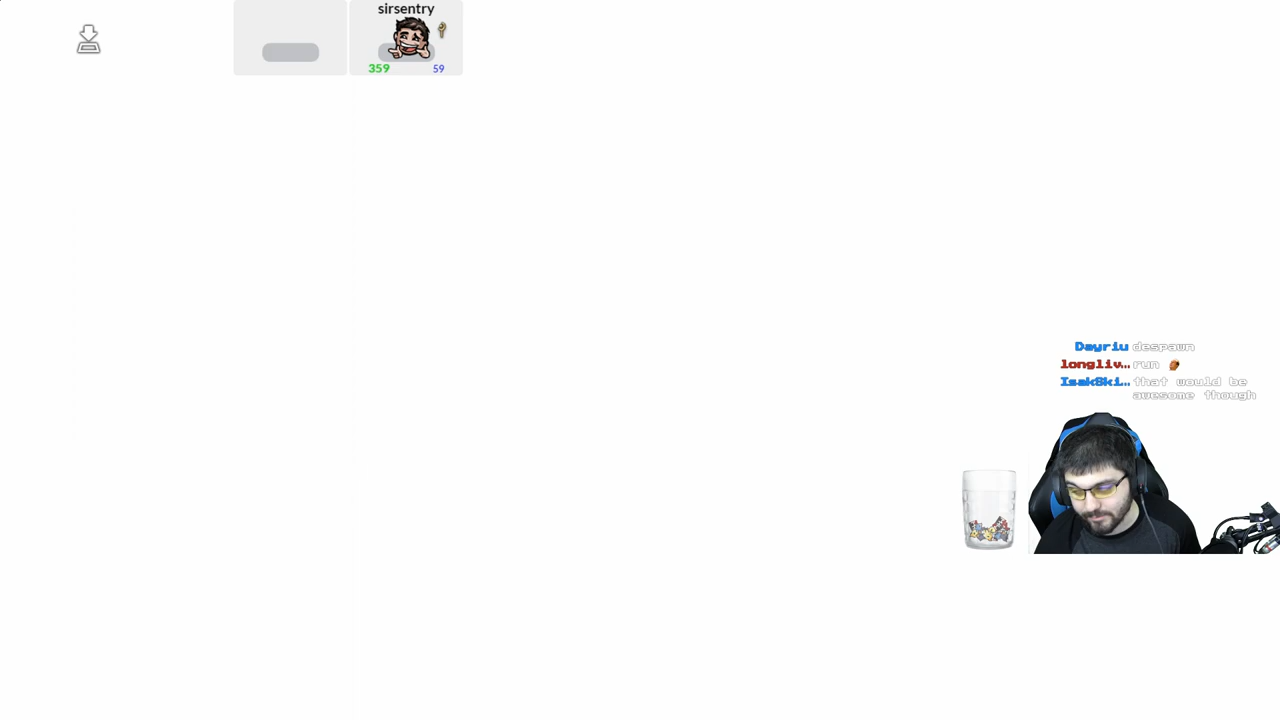 sirsentry
359 59
Dayriu despawn
longliv... run
IsakSki... that would be
awesome though